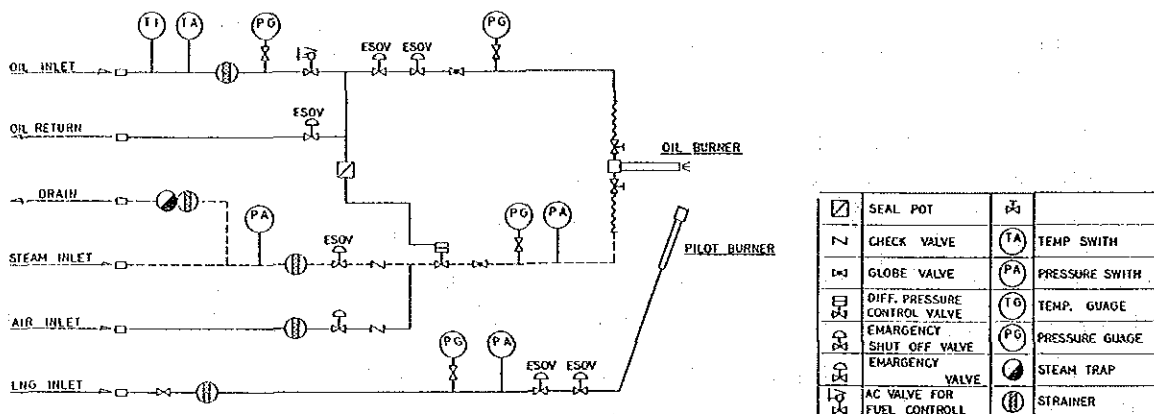 TI TA PG PG
ESOV ESOV
OIL INLET
ESOV
OIL RETURN
OIL BURNER
DRAIN
PA PG PA
ESOV
STEAM INLET
PILOT BURNER
AIR INLET
PG PA
ESOV ESOV
LNG INLET
SEAL POT
CHECK VALVE
TA TEMP SWITH
GLOBE VALVE
PA PRESSURE SWITH
DIFF. PRESSURE
CONTROL VALVE
TG TEMP. GUAGE
EMARGENCY
SHUT OFF VALVE
PG PRESSURE GUAGE
EMARGENCY
VALVE
STEAM TRAP
AC VALVE FOR
FUEL CONTROLL
STRAINER